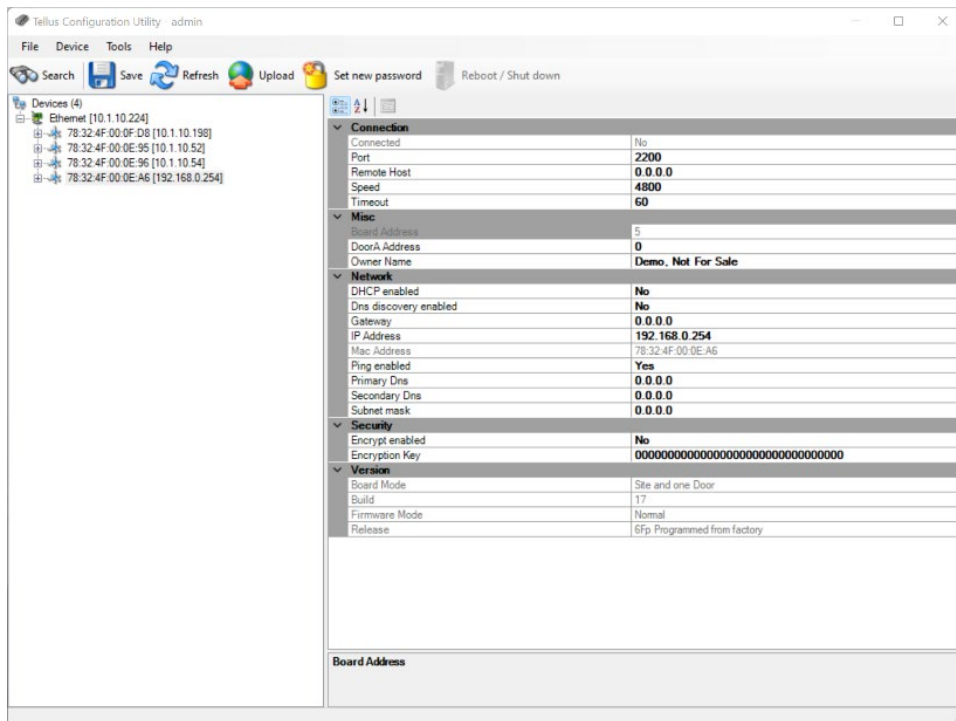 Tellus Configuration Utility - admin
File Device Tools Help
Search Save Refresh Upload Set new password Reboot / Shut down
Devices (4)
Ethernet [10.1.10.224]
78:32:4F:00:0F:D8 [10.1.10.198]
78:32:4F:00:0E:95 [10.1.10.52]
78:32:4F:00:0E:96 [10.1.10.54]
78:32:4F:00:0E:A6 [192.168.0.254]
Connection
Connected No
Port 2200
Remote Host 0.0.0.0
Speed 4800
Timeout 60
Misc
Board Address 5
DoorA Address 0
Owner Name Demo, Not For Sale
Network
DHCP enabled No
Dns discovery enabled No
Gateway 0.0.0.0
IP Address 192.168.0.254
Mac Address 78:32:4F:00:0E:A6
Ping enabled Yes
Primary Dns 0.0.0.0
Secondary Dns 0.0.0.0
Subnet mask 0.0.0.0
Security
Encrypt enabled No
Encryption Key 00000000000000000000000000000000
Version
Board Mode Site and one Door
Build 17
Firmware Mode Normal
Release 6Fp Programmed from factory
Board Address